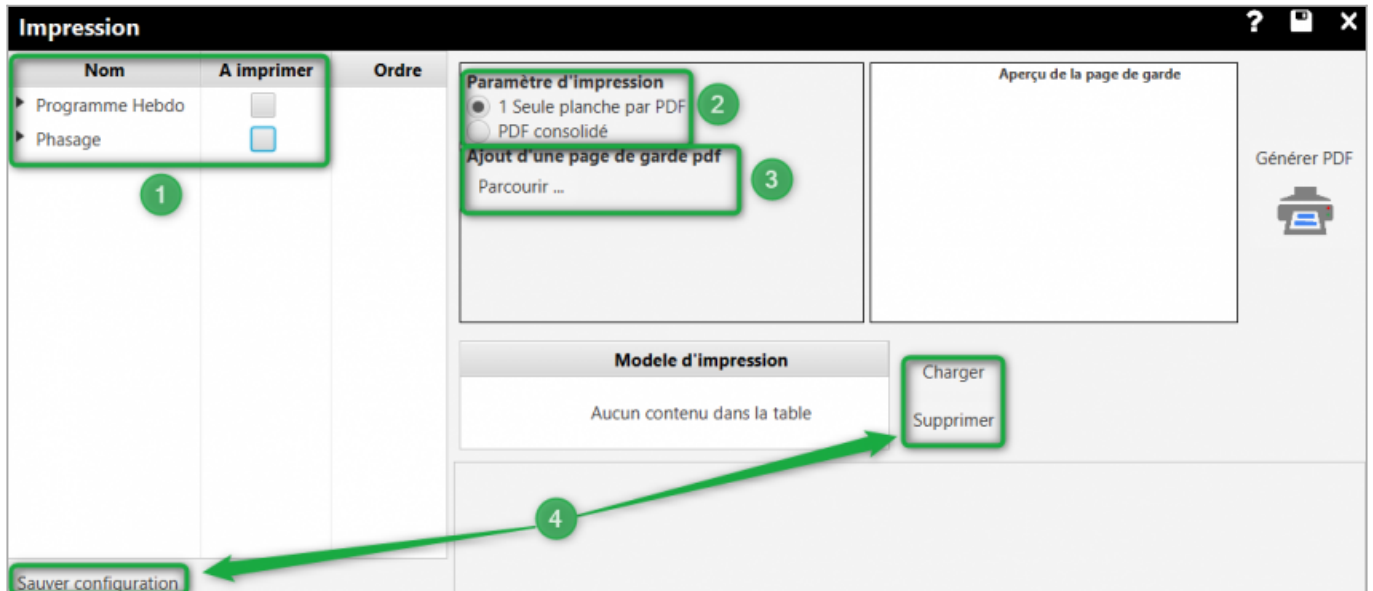 Impression
?
Nom A imprimer Ordre
Programme Hebdo
Phasage
1
Paramètre d'impression
1 Seule planche par PDF
PDF consolidé
2
Ajout d'une page de garde pdf
Parcourir ...
3
Aperçu de la page de garde
Générer PDF
Modele d'impression
Aucun contenu dans la table
Charger
Supprimer
4
Sauver configuration